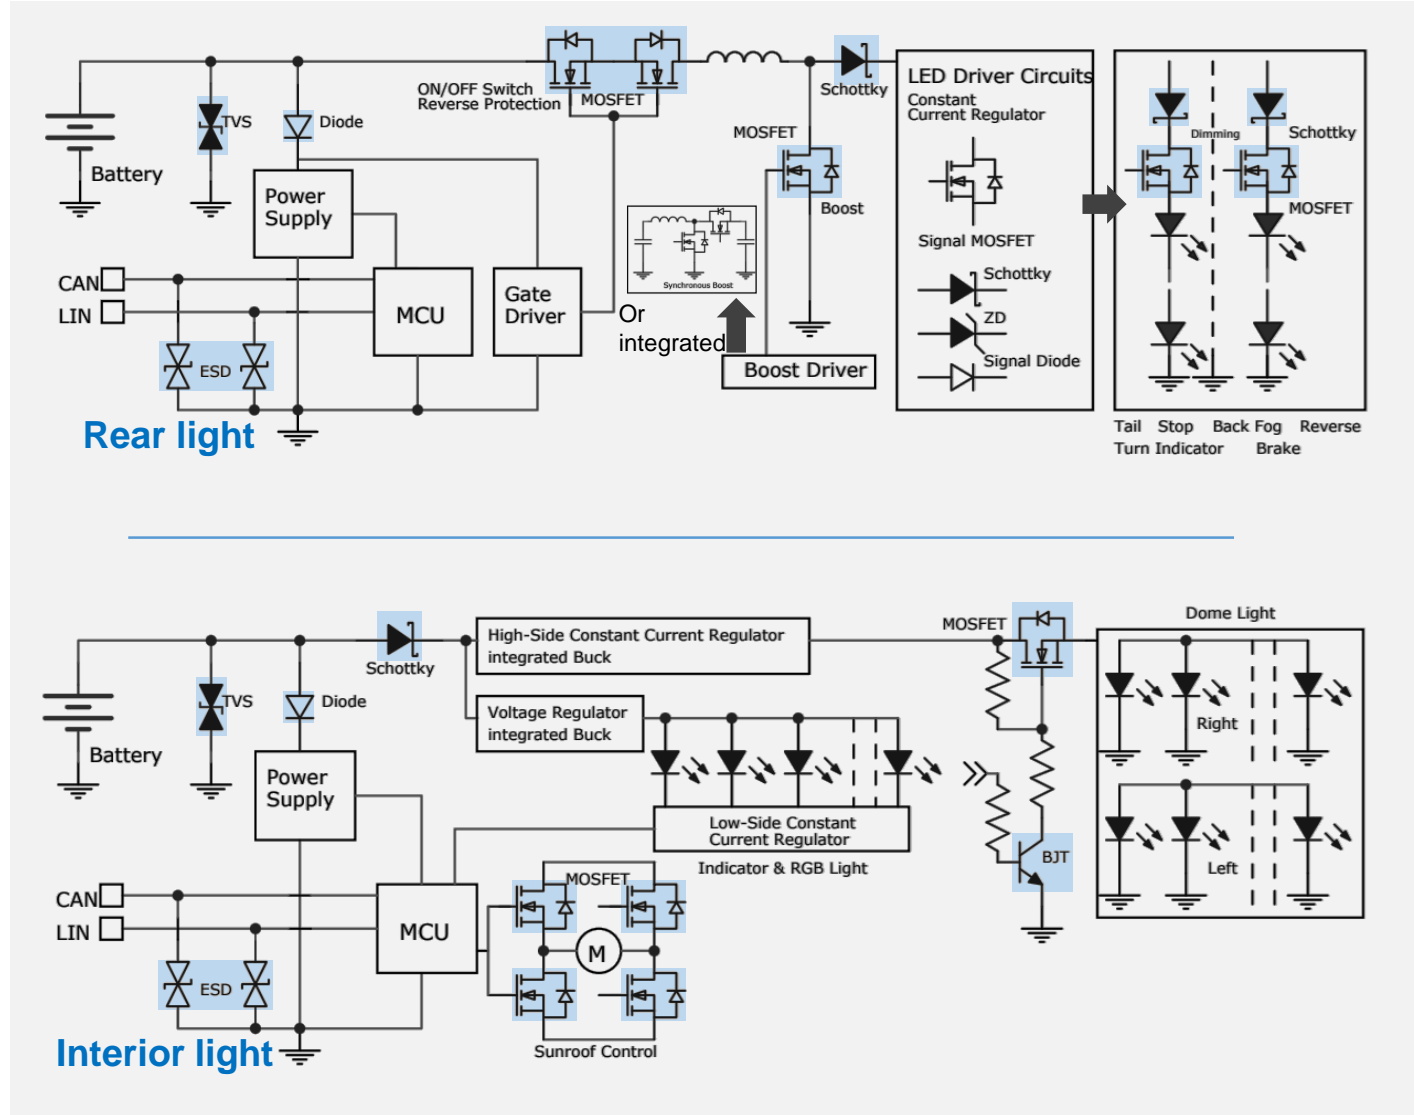 ON/OFF Switch
Reverse Protection
MOSFET
Schottky
LED Driver Circuits
Constant
Current Regulator
Signal MOSFET
Schottky
ZD
Signal Diode
Dimming
Schottky
MOSFET
TVS
Diode
Battery
Power
Supply
MOSFET
Boost
Synchronous Boost
Or
integrated
CAN
LIN
MCU
Gate
Driver
Boost Driver
ESD
Rear light
Tail Stop Back Fog Reverse
Turn Indicator Brake
MOSFET
Dome Light
High-Side Constant Current Regulator
integrated Buck
Schottky
TVS
Diode
Voltage Regulator
integrated Buck
Right
Battery
Power
Supply
Low-Side Constant
Current Regulator
Indicator & RGB Light
BJT
Left
MOSFET
CAN
LIN
MCU
M
ESD
Interior light
Sunroof Control